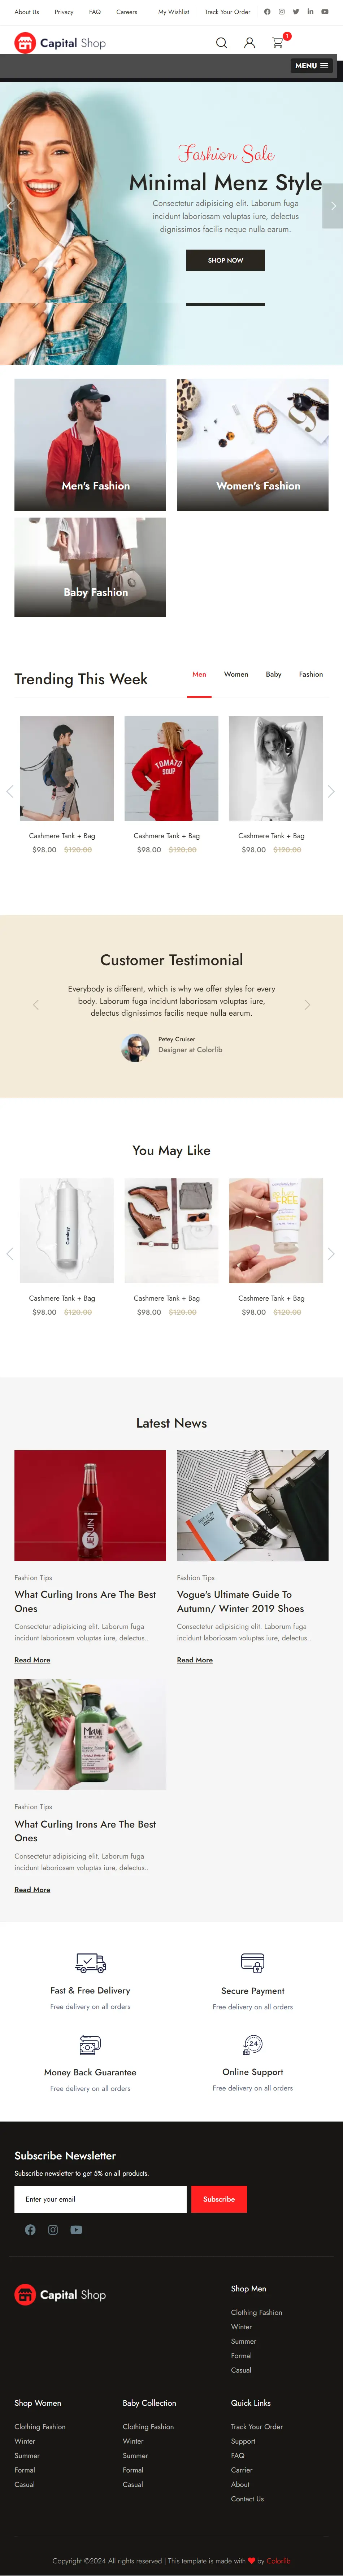 About Us Privacy FAQ Careers My Wishlist Track Your Order
Capital Shop
1
MENU
Fashion Sale
Minimal Menz Style
Consectetur adipisicing elit. Laborum fuga
incidunt laboriosam voluptas iure, delectus
dignissimos facilis neque nulla earum.
SHOP NOW
Men's Fashion
Women's Fashion
Baby Fashion
Trending This Week
Men Women Baby Fashion
TOMATO
SOUP
Cashmere Tank + Bag
$98.00 $120.00
Cashmere Tank + Bag
$98.00 $120.00
Cashmere Tank + Bag
$98.00 $120.00
Customer Testimonial
Everybody is different, which is why we offer styles for every
body. Laborum fuga incidunt laboriosam voluptas iure,
delectus dignissimos facilis neque nulla earum.
Petey Cruiser
Designer at Colorlib
You May Like
Cashmere Tank + Bag
$98.00 $120.00
Cashmere Tank + Bag
$98.00 $120.00
Cashmere Tank + Bag
$98.00 $120.00
Latest News
Fashion Tips
What Curling Irons Are The Best
Ones
Consectetur adipisicing elit. Laborum fuga
incidunt laboriosam voluptas iure, delectus..
Read More
Fashion Tips
Vogue's Ultimate Guide To
Autumn/ Winter 2019 Shoes
Consectetur adipisicing elit. Laborum fuga
incidunt laboriosam voluptas iure, delectus..
Read More
Maui
Fashion Tips
What Curling Irons Are The Best
Ones
Consectetur adipisicing elit. Laborum fuga
incidunt laboriosam voluptas iure, delectus..
Read More
Fast & Free Delivery
Free delivery on all orders
Secure Payment
Free delivery on all orders
Money Back Guarantee
Free delivery on all orders
24
Online Support
Free delivery on all orders
Subscribe Newsletter
Subscribe newsletter to get 5% on all products.
Enter your email
Subscribe
Capital Shop
Shop Men
Clothing Fashion
Winter
Summer
Formal
Casual
Shop Women
Clothing Fashion
Winter
Summer
Formal
Casual
Baby Collection
Clothing Fashion
Winter
Summer
Formal
Casual
Quick Links
Track Your Order
Support
FAQ
Carrier
About
Contact Us
Copyright ©2024 All rights reserved | This template is made with ❤ by Colorlib